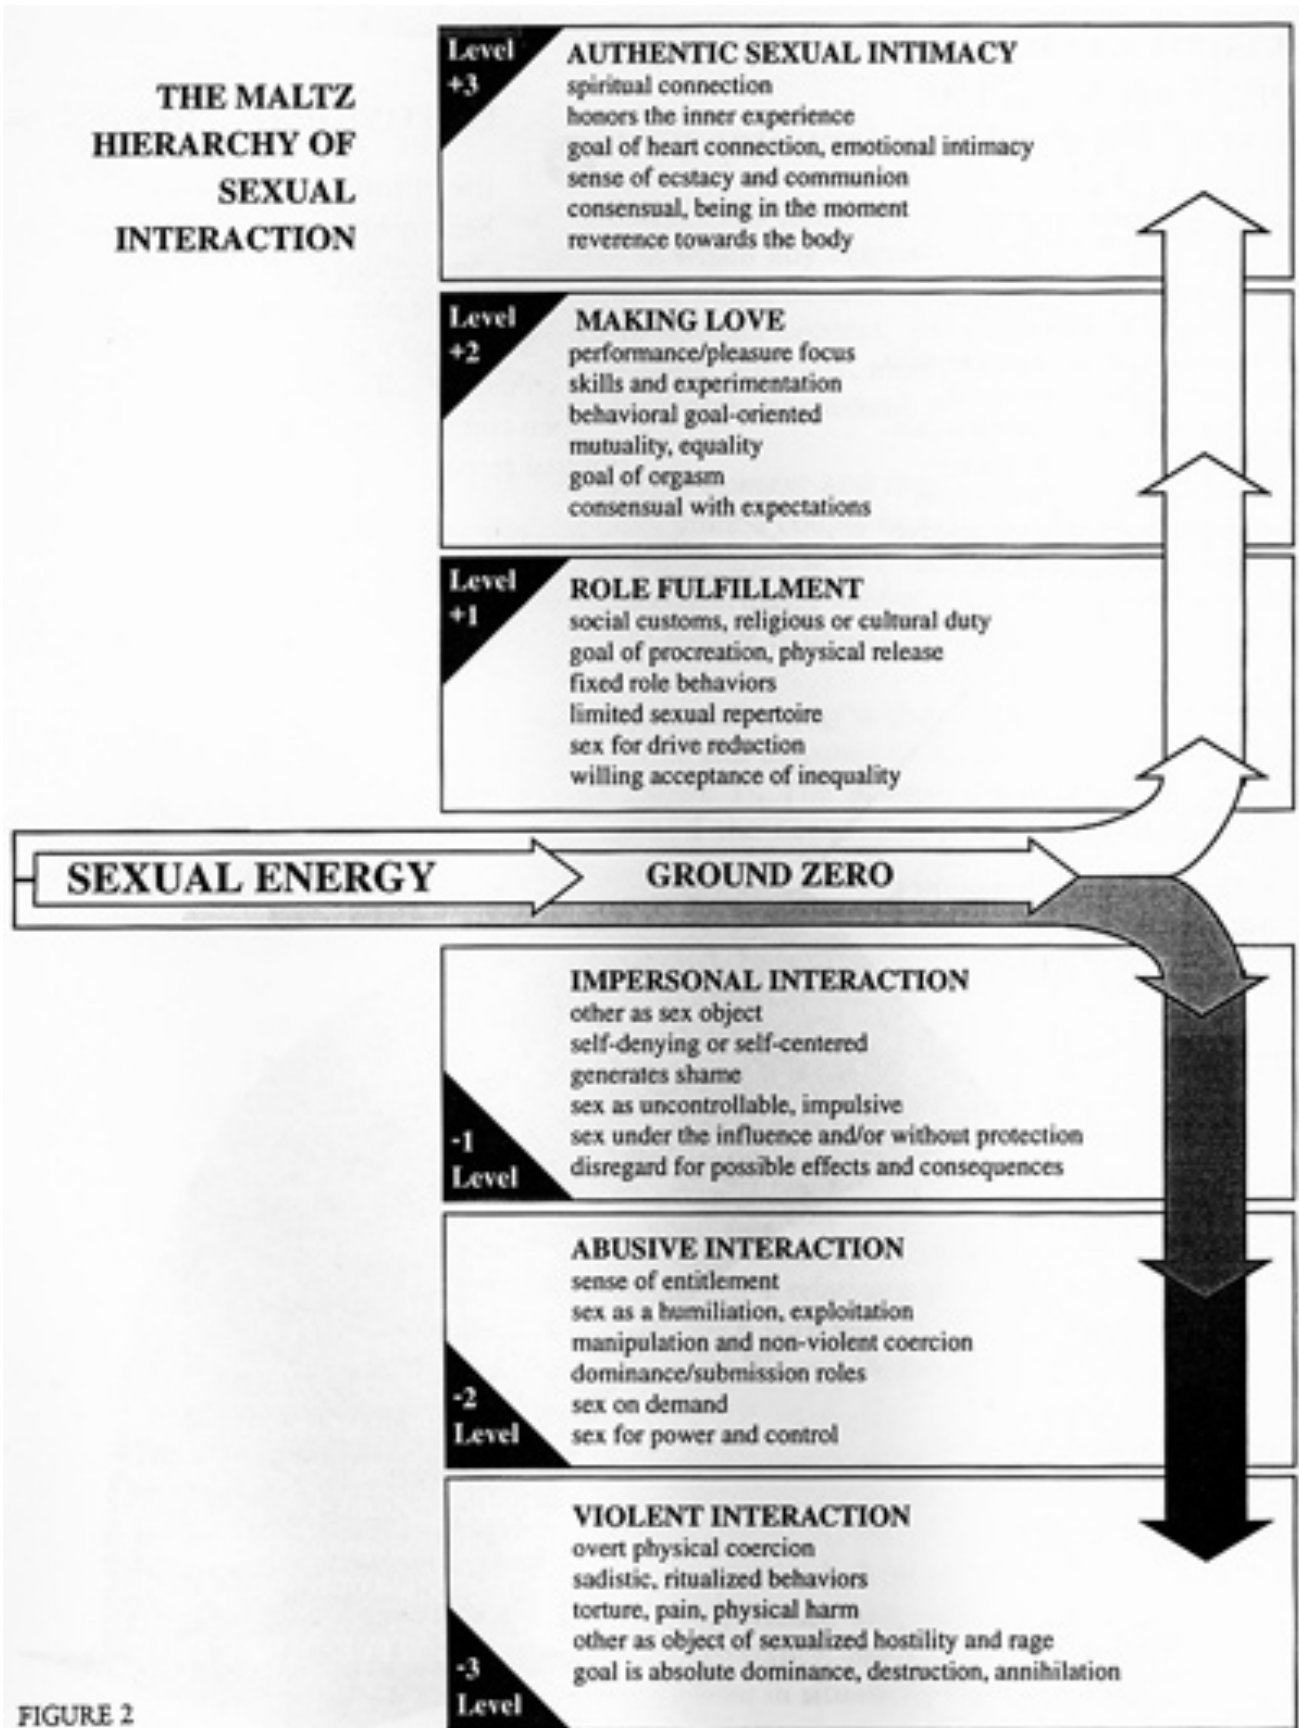 THE MALTZ
HIERARCHY OF
SEXUAL
INTERACTION
Level
+3
AUTHENTIC SEXUAL INTIMACY
spiritual connection
honors the inner experience
goal of heart connection, emotional intimacy
sense of ecstacy and communion
consensual, being in the moment
reverence towards the body
Level
+2
MAKING LOVE
performance/pleasure focus
skills and experimentation
behavioral goal-oriented
mutuality, equality
goal of orgasm
consensual with expectations
Level
+1
ROLE FULFILLMENT
social customs, religious or cultural duty
goal of procreation, physical release
fixed role behaviors
limited sexual repertoire
sex for drive reduction
willing acceptance of inequality
SEXUAL ENERGY
GROUND ZERO
IMPERSONAL INTERACTION
other as sex object
self-denying or self-centered
generates shame
sex as uncontrollable, impulsive
sex under the influence and/or without protection
disregard for possible effects and consequences
-1
Level
ABUSIVE INTERACTION
sense of entitlement
sex as a humiliation, exploitation
manipulation and non-violent coercion
dominance/submission roles
sex on demand
sex for power and control
-2
Level
VIOLENT INTERACTION
overt physical coercion
sadistic, ritualized behaviors
torture, pain, physical harm
other as object of sexualized hostility and rage
goal is absolute dominance, destruction, annihilation
-3
Level
FIGURE 2